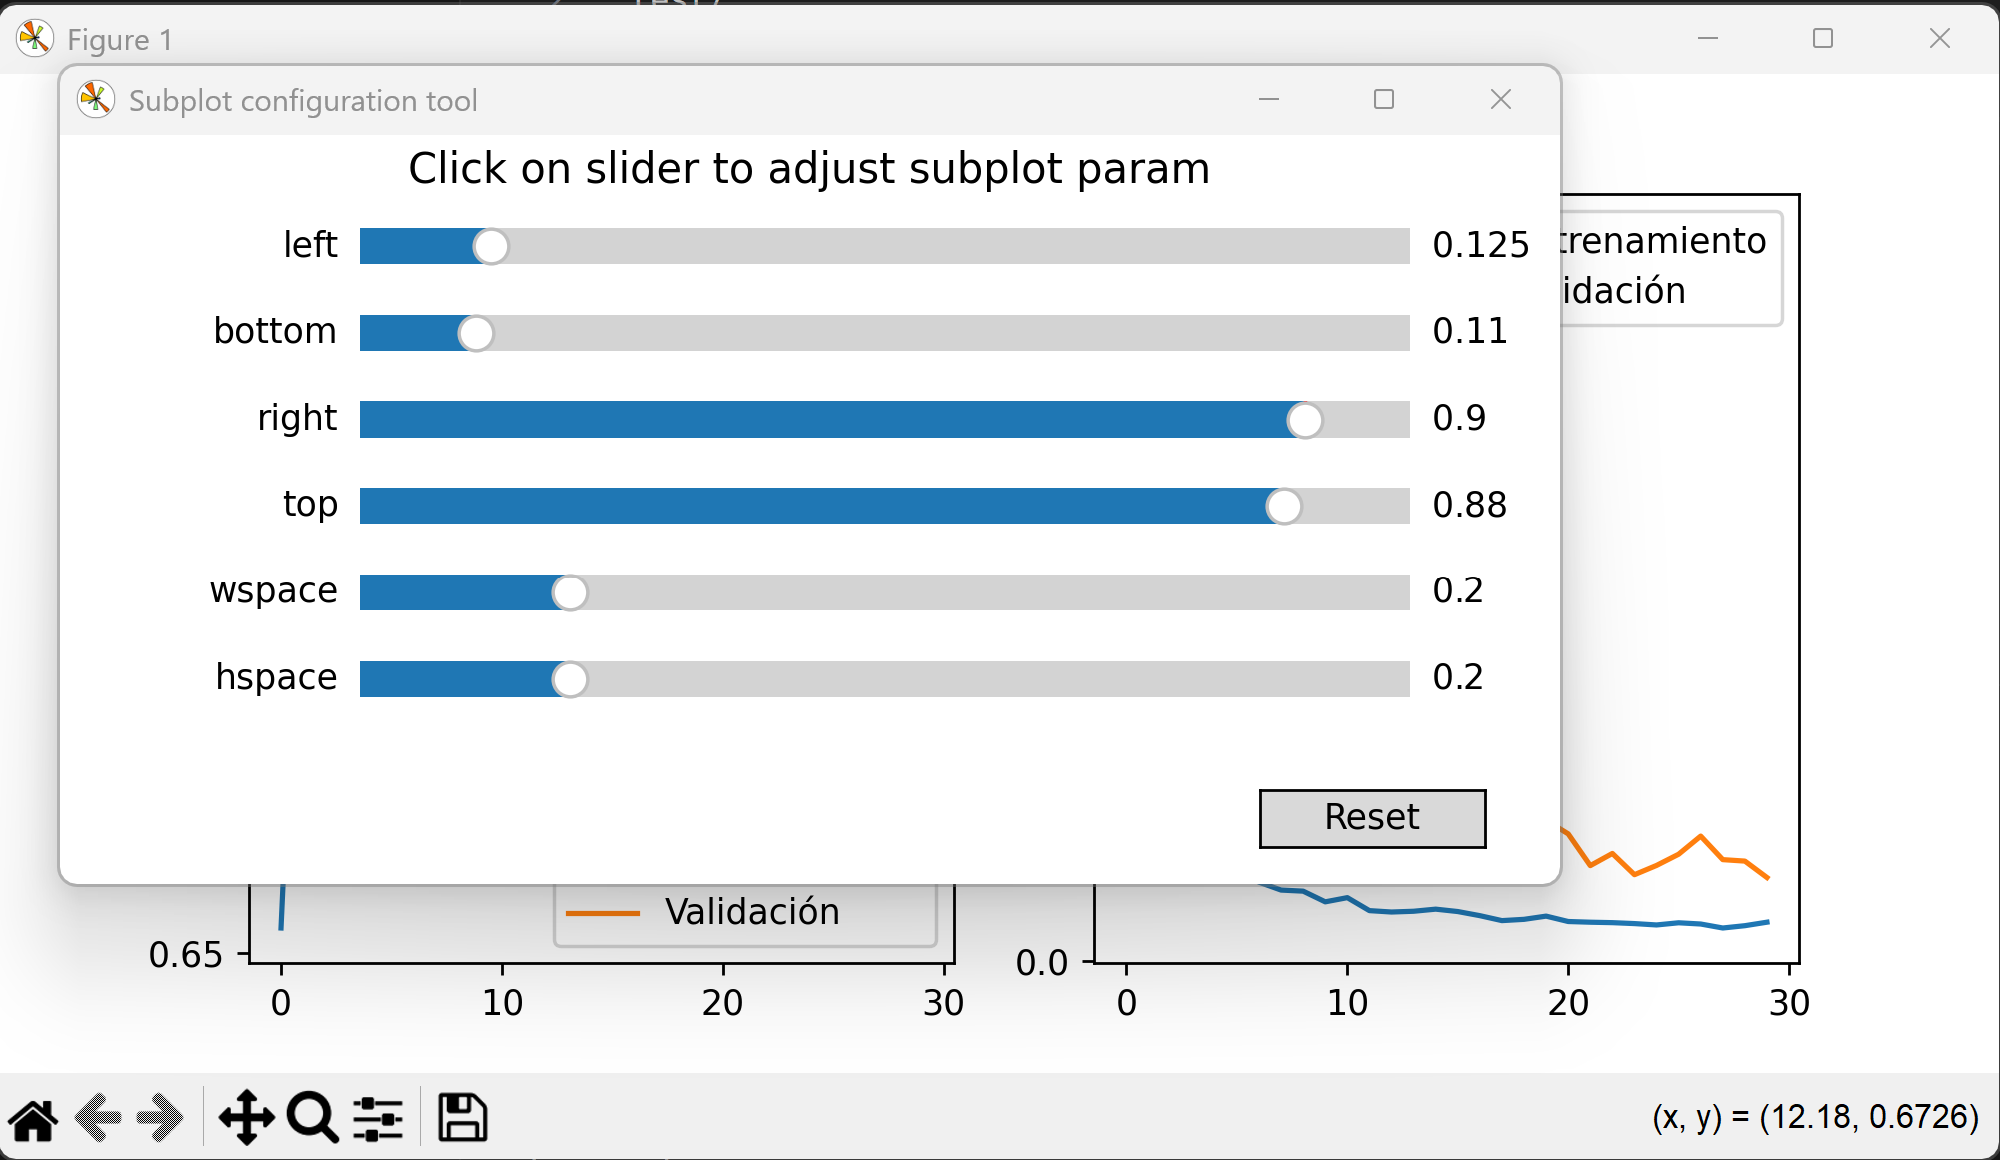 Figure 1
Subplot configuration tool
Click on slider to adjust subplot param
left 0.125
bottom 0.11
right 0.9
top 0.88
wspace 0.2
hspace 0.2
Reset
trenamiento
idación
Validación
0.65
0 10 20 30
0.0
0 10 20 30
(x, y) = (12.18, 0.6726)